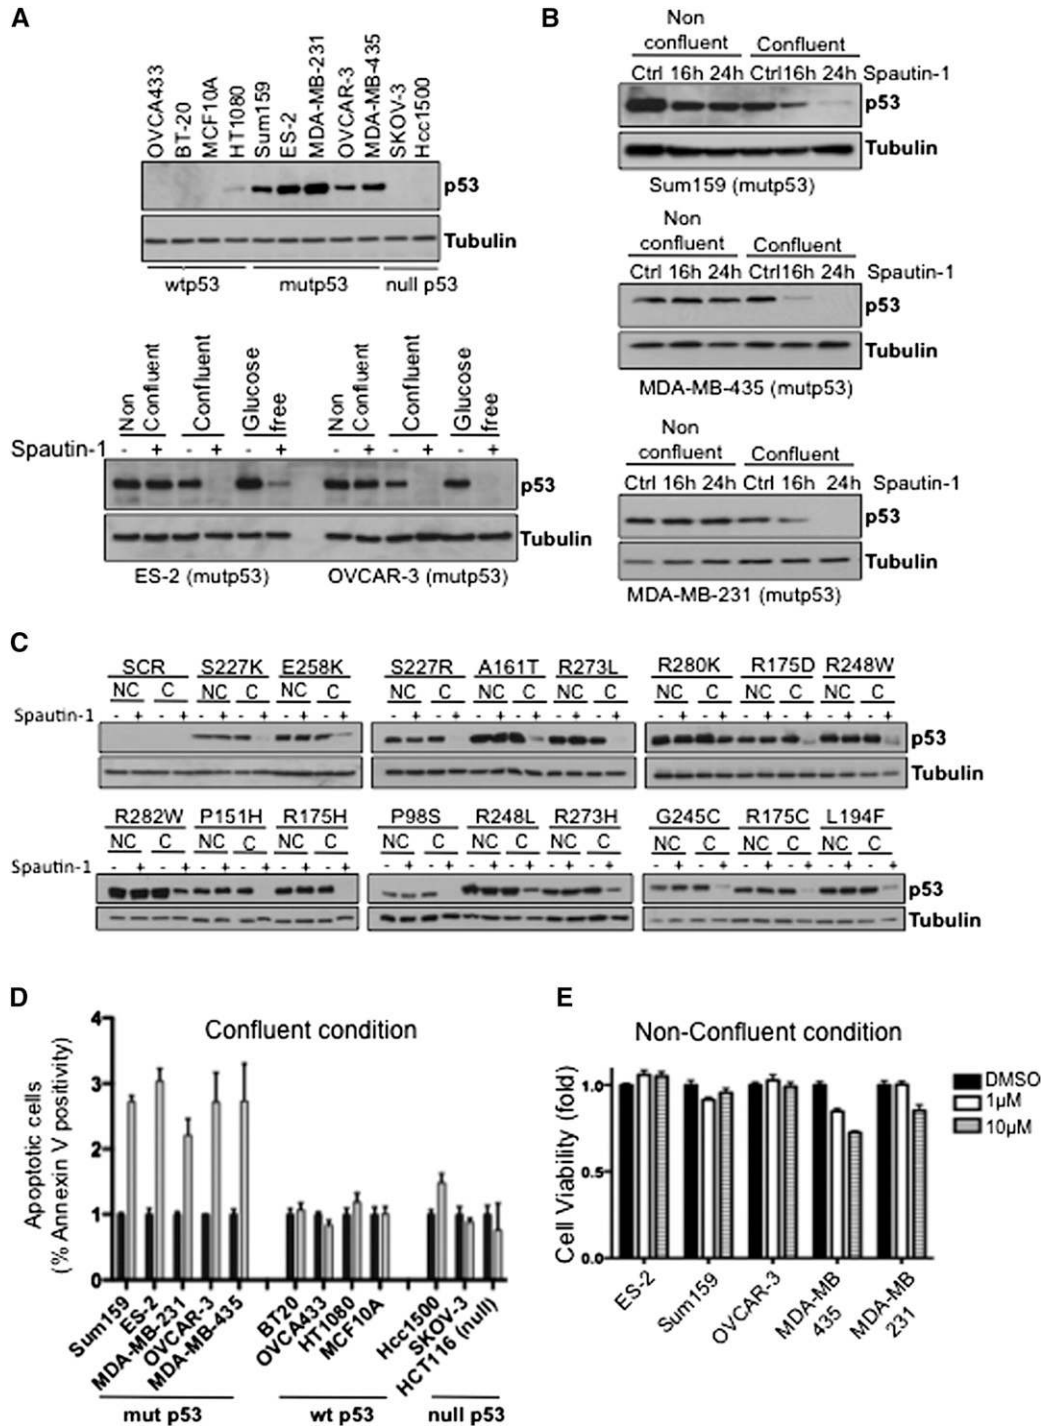 A
OVCA433
BT-20
MCF10A
HT1080
Sum159
ES-2
MDA-MB-231
OVCAR-3
MDA-MB-435
SKOV-3
Hcc1500
p53
Tubulin
wtp53 mutp53 null p53
Non Confluent Confluent Glucose free Non Confluent Confluent Glucose free
Spautin-1 - + - + - + - + - + - +
p53
Tubulin
ES-2 (mutp53) OVCAR-3 (mutp53)
B
Non
confluent Confluent
Ctrl 16h 24h Ctrl 16h 24h Spautin-1
p53
Tubulin
Sum159 (mutp53)
Non
confluent Confluent
Ctrl 16h 24h Ctrl 16h 24h Spautin-1
p53
Tubulin
MDA-MB-435 (mutp53)
Non
confluent Confluent
Ctrl 16h 24h Ctrl 16h 24h Spautin-1
p53
Tubulin
MDA-MB-231 (mutp53)
C
SCR S227K E258K S227R A161T R273L R280K R175D R248W
NC C NC C NC C NC C NC C NC C NC C NC C NC C
Spautin-1 - + - + - + - + - + - + - + - + - + - + - + - + - + - + - + - + - + - +
p53
Tubulin
R282W P151H R175H P98S R248L R273H G245C R175C L194F
NC C NC C NC C NC C NC C NC C NC C NC C NC C
Spautin-1 - + - + - + - + - + - + - + - + - + - + - + - + - + - + - + - + - + - +
p53
Tubulin
D
Confluent condition
Apoptotic cells
(% Annexin V positivity)
4
3
2
1
0
Sum159
ES-2
MDA-MB-231
OVCAR-3
MDA-MB-435
BT20
OVCA433
HT1080
MCF10A
Hcc1500
SKOV-3
HCT116 (null)
mut p53 wt p53 null p53
E
Non-Confluent condition
Cell Viability (fold)
1.0
0.5
0.0
DMSO
1µM
10µM
ES-2
Sum159
OVCAR-3
MDA-MB
435
MDA-MB
231